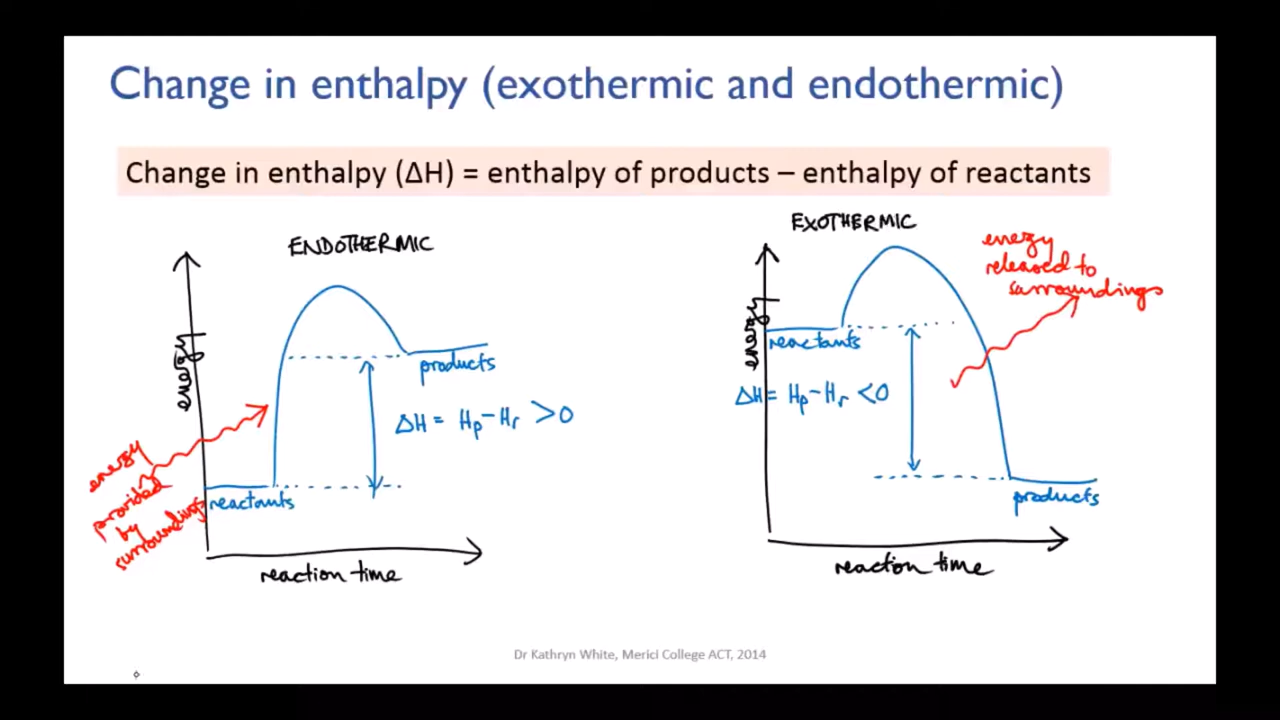 Change in enthalpy (exothermic and endothermic)
Change in enthalpy (ΔH) = enthalpy of products – enthalpy of reactants
ENDOTHERMIC
energy
products
ΔH = Hp-Hr >0
energy
provided
by
surroundings
reactants
reaction time
EXOTHERMIC
energy
released to
surroundings
energy
reactants
ΔH = Hp-Hr <0
products
reaction time
Dr Kathryn White, Merici College ACT, 2014